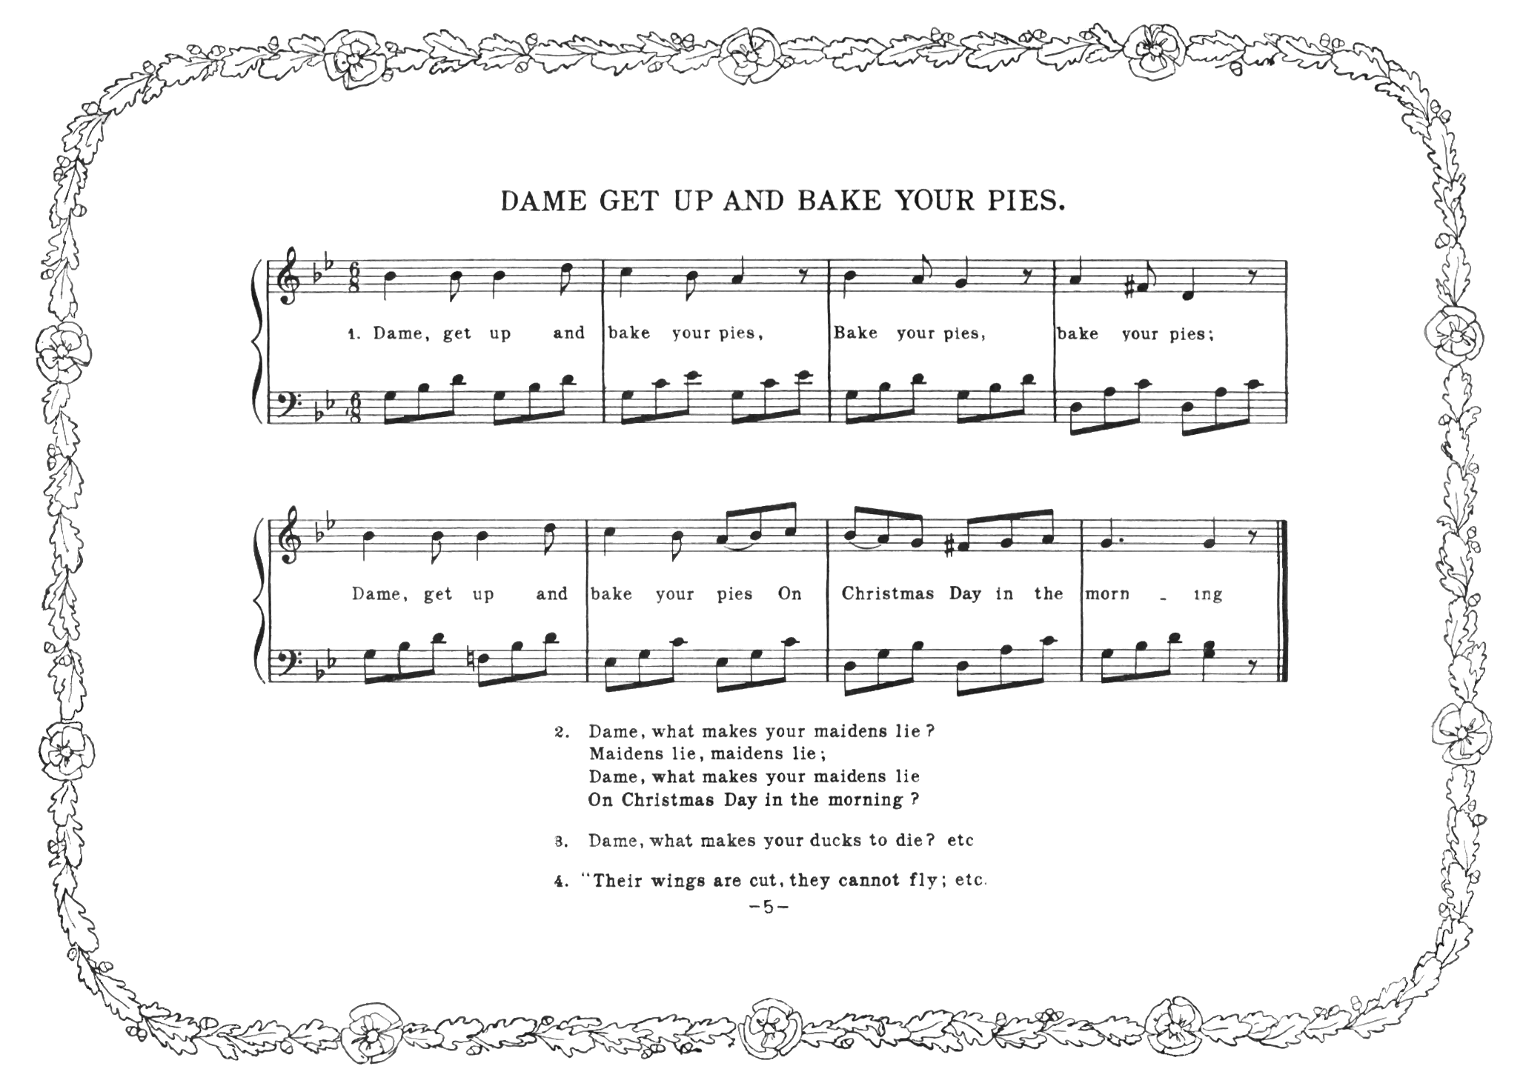 DAME GET UP AND BAKE YOUR PIES.
1. Dame, get up and bake your pies, Bake your pies, bake your pies;
Dame, get up and bake your pies On Christmas Day in the morn - ing
2. Dame, what makes your maidens lie?
Maidens lie, maidens lie;
Dame, what makes your maidens lie
On Christmas Day in the morning?
3. Dame, what makes your ducks to die? etc
4. "Their wings are cut, they cannot fly; etc.
-5-